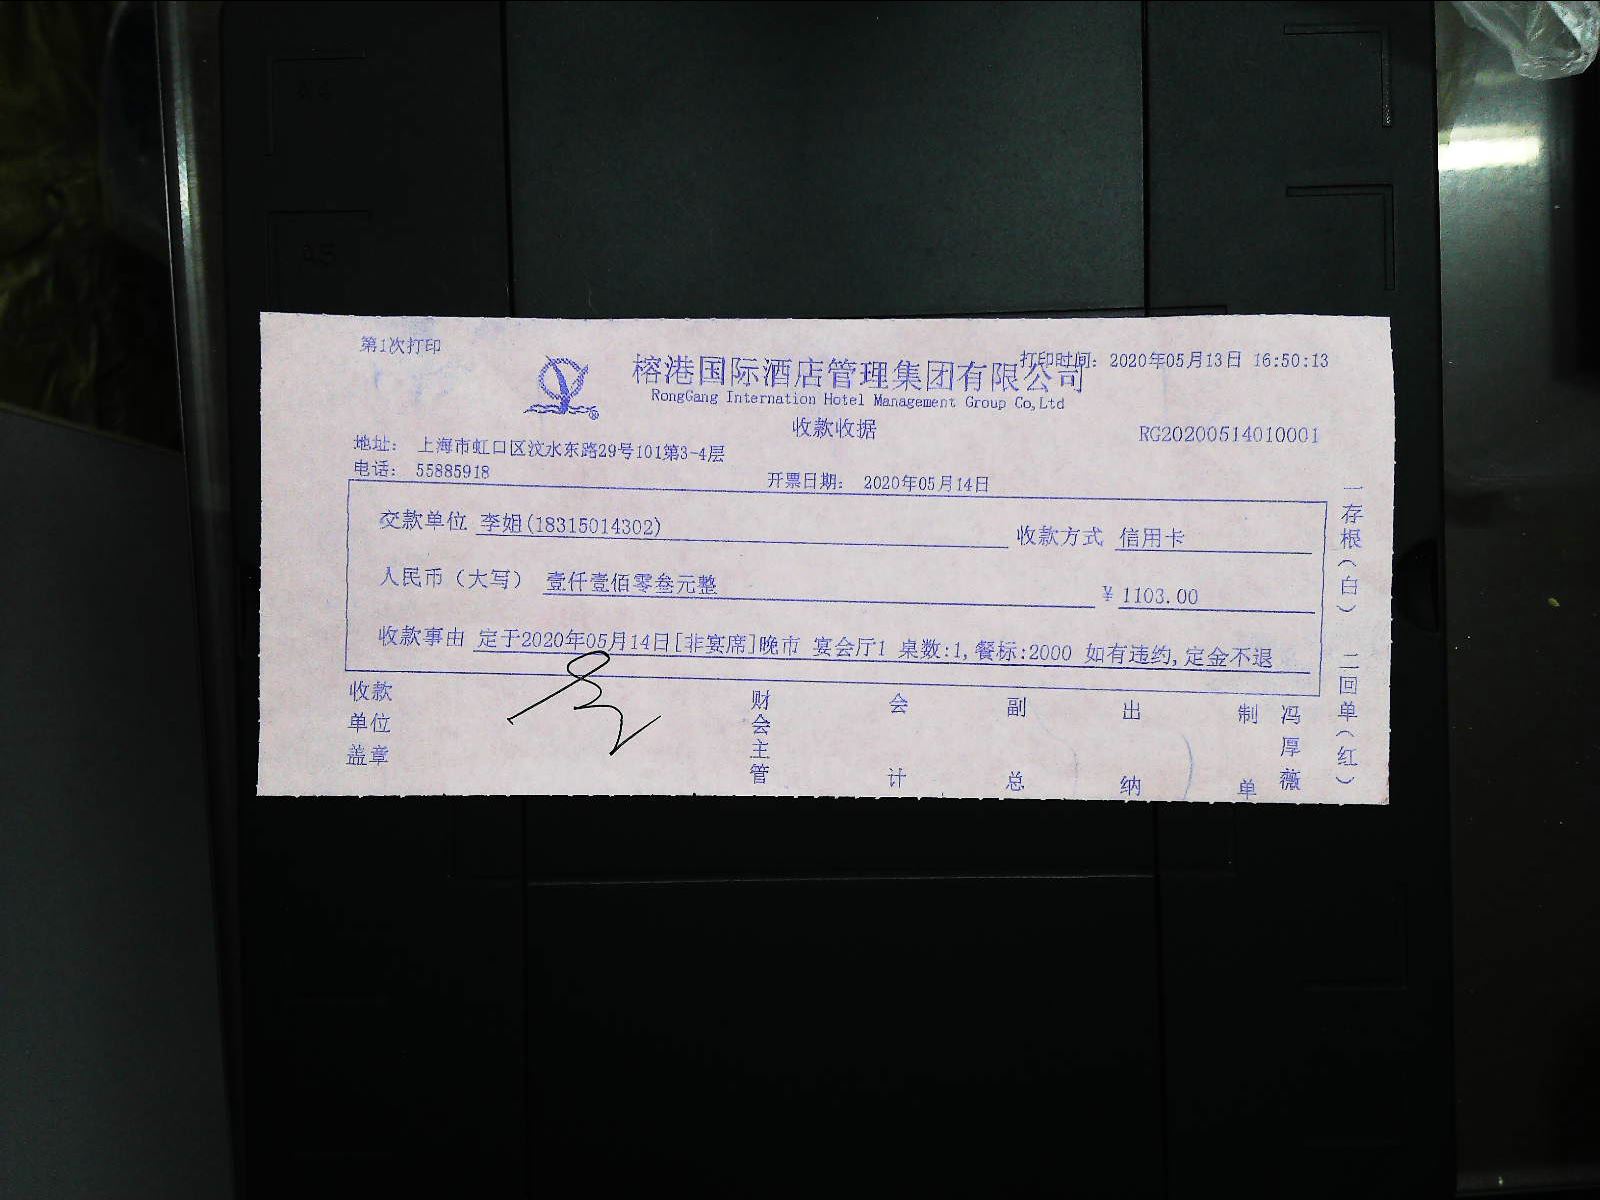 第1次打印
打印时间： 2020年05月13日 16:50:13
榕港国际酒店管理集团有限公司
RongGang Internation Hotel Management Group Co,Ltd
收款收据
RG20200514010001
地址： 上海市虹口区汶水东路29号101第3-4层
电话： 55885918
开票日期： 2020年05月14日
交款单位 李姐(18315014302) 收款方式 信用卡
人民币（大写） 壹仟壹佰零叁元整 ¥ 1103.00
收款事由 定于2020年05月14日[非宴席]晚市 宴会厅1 桌数:1,餐标:2000 如有违约,定金不退
收款单位盖章
财会主管
会计
副总
出纳
制单
冯厚薇
一存根（白） 二回单（红）
A5